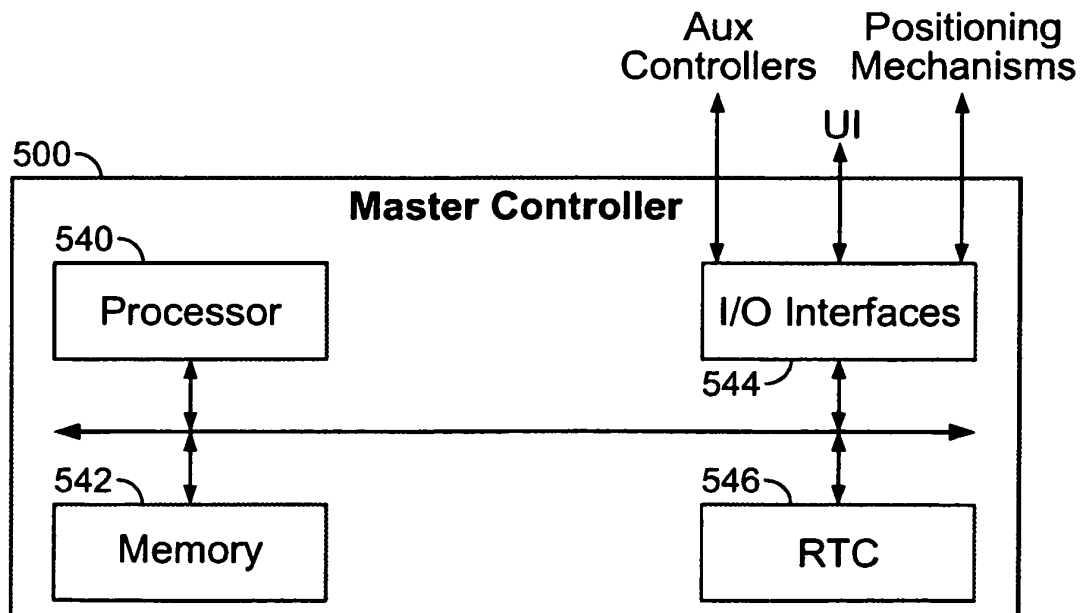 Aux
Controllers
Positioning
Mechanisms
UI
500
Master Controller
540
Processor
I/O Interfaces
544
542
Memory
546
RTC